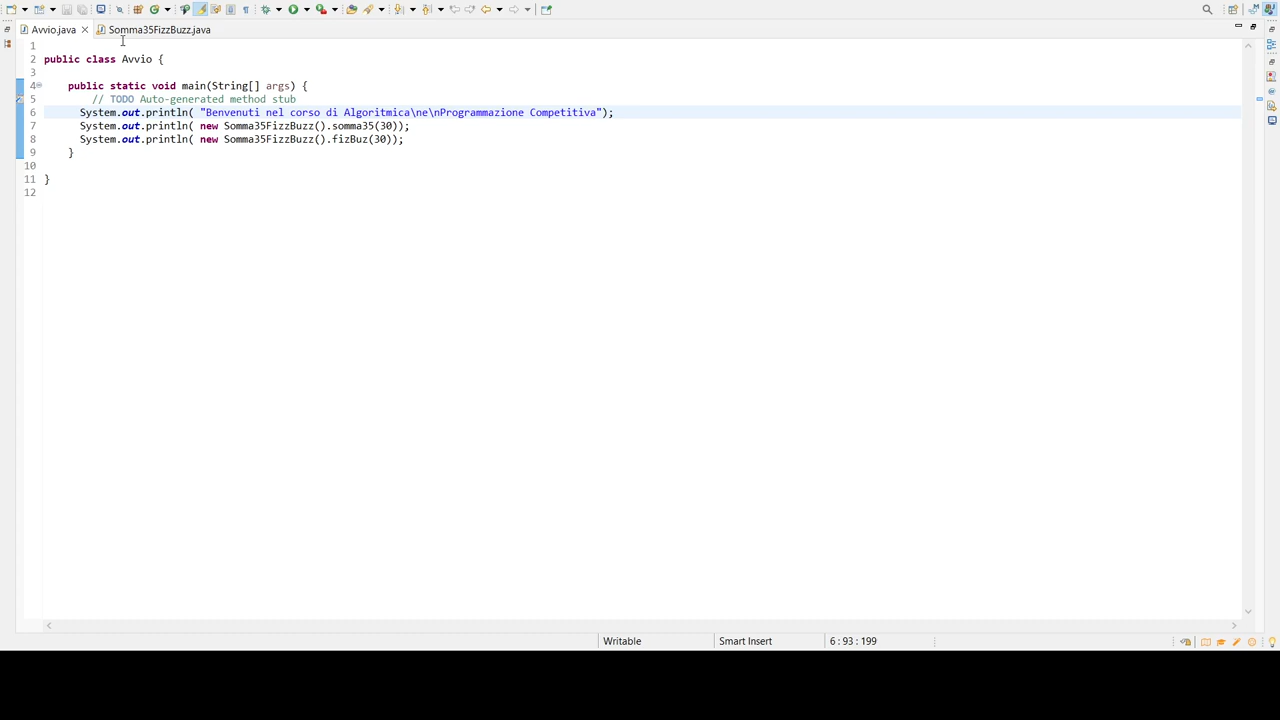 Avvio.java Somma35FizzBuzz.java
1
2 public class Avvio {
3
4 public static void main(String[] args) {
5 // TODO Auto-generated method stub
6 System.out.println( "Benvenuti nel corso di Algoritmica\ne\nProgrammazione Competitiva");
7 System.out.println( new Somma35FizzBuzz().somma35(30));
8 System.out.println( new Somma35FizzBuzz().fizBuz(30));
9 }
10
11 }
12
Writable Smart Insert 6 : 93 : 199